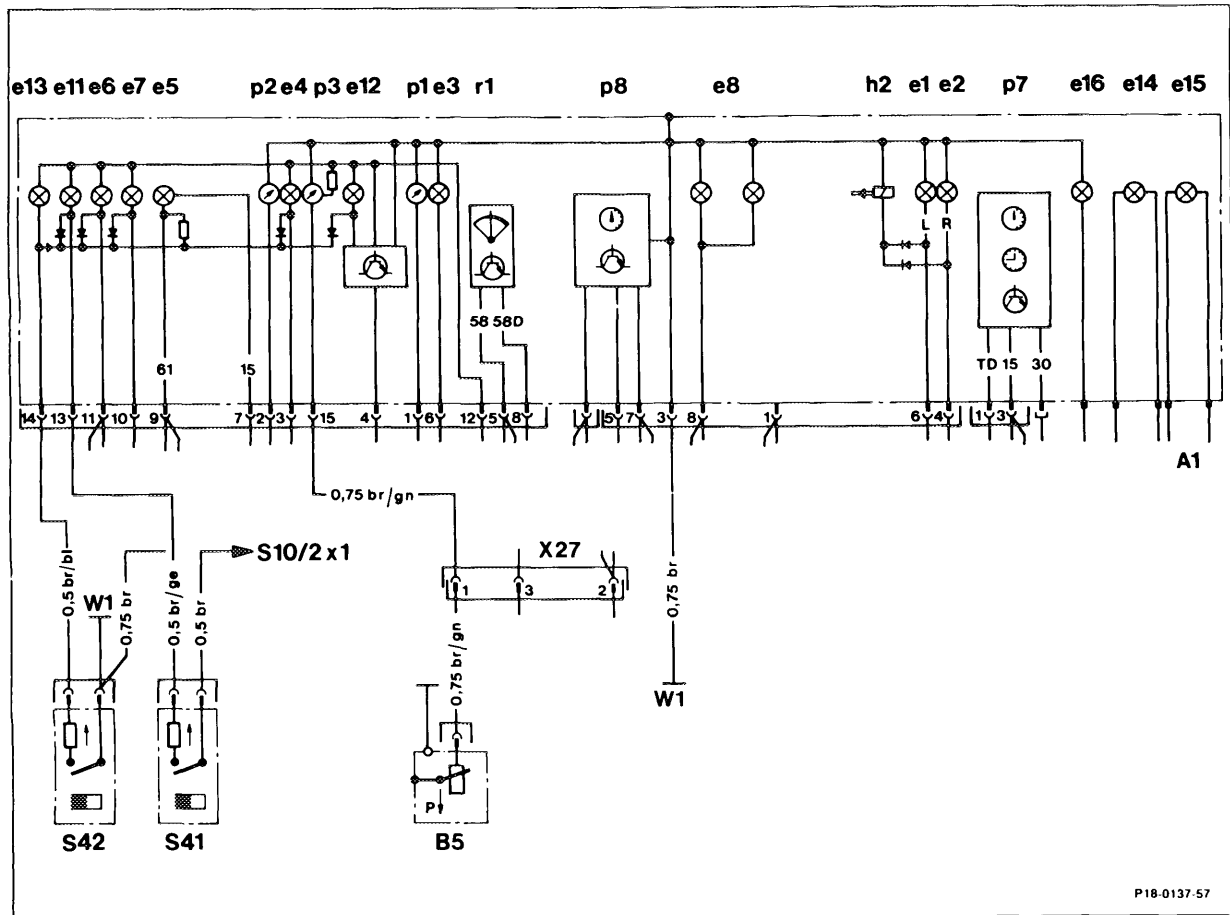 e13 e11 e6 e7 e5 p2 e4 p3 e12 p1 e3 r1 p8 e8 h2 e1 e2 p7 e16 e14 e15
L R
58 58D
61 15
TD 15 30
14 13 11 10 9 7 2 3 15 4 1 6 12 5 8 5 7 3 8 1 6 4 1 3
A1
0,75 br/gn
S10/2 x1
X27
1 3 2
0,5 br/bl
W1
0,75 br
0,5 br/ge
0,5 br
0,75 br/gn
0,75 br
W1
P
S42 S41 B5
P18-0137-57